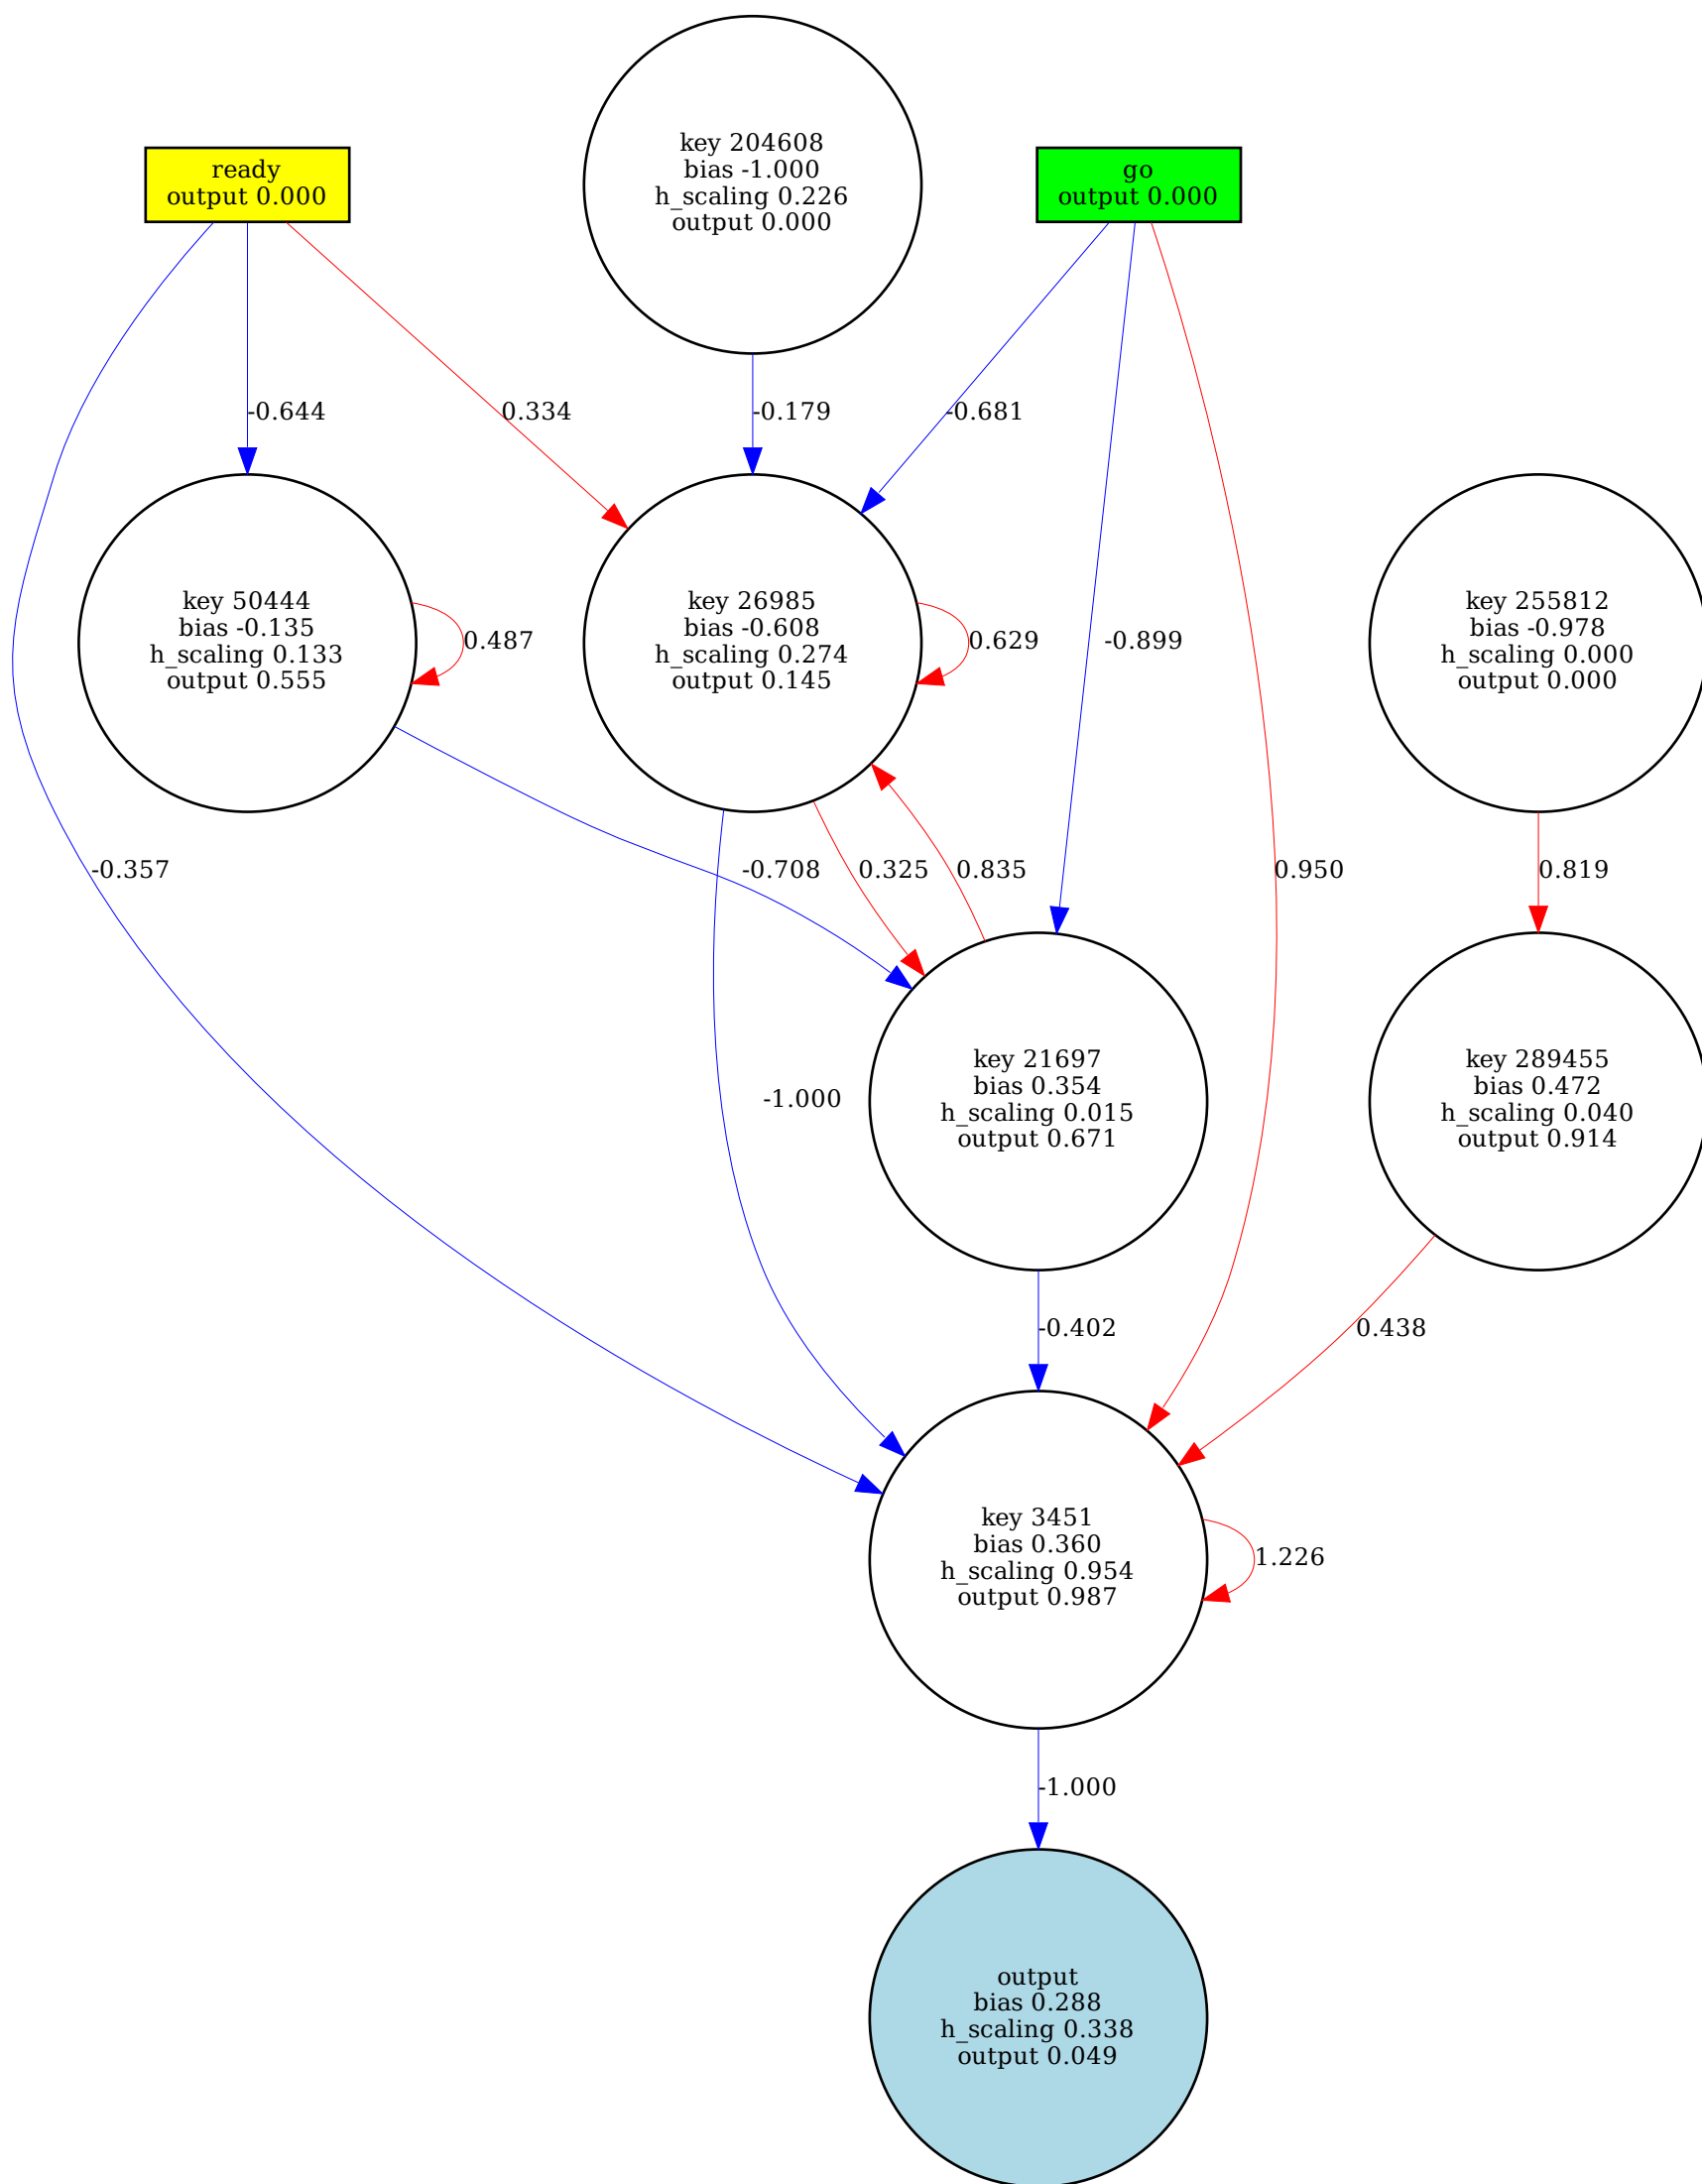 key 204608
bias -1.000
h_scaling 0.226
output 0.000
ready
output 0.000
go
output 0.000
-0.644
0.334
-0.179
-0.681
key 50444
bias -0.135
h_scaling 0.133
output 0.555
0.487
key 26985
bias -0.608
h_scaling 0.274
output 0.145
0.629
-0.899
key 255812
bias -0.978
h_scaling 0.000
output 0.000
-0.357
-0.708
0.325
0.835
0.950
0.819
-1.000
key 21697
bias 0.354
h_scaling 0.015
output 0.671
key 289455
bias 0.472
h_scaling 0.040
output 0.914
-0.402
0.438
key 3451
bias 0.360
h_scaling 0.954
output 0.987
1.226
-1.000
output
bias 0.288
h_scaling 0.338
output 0.049